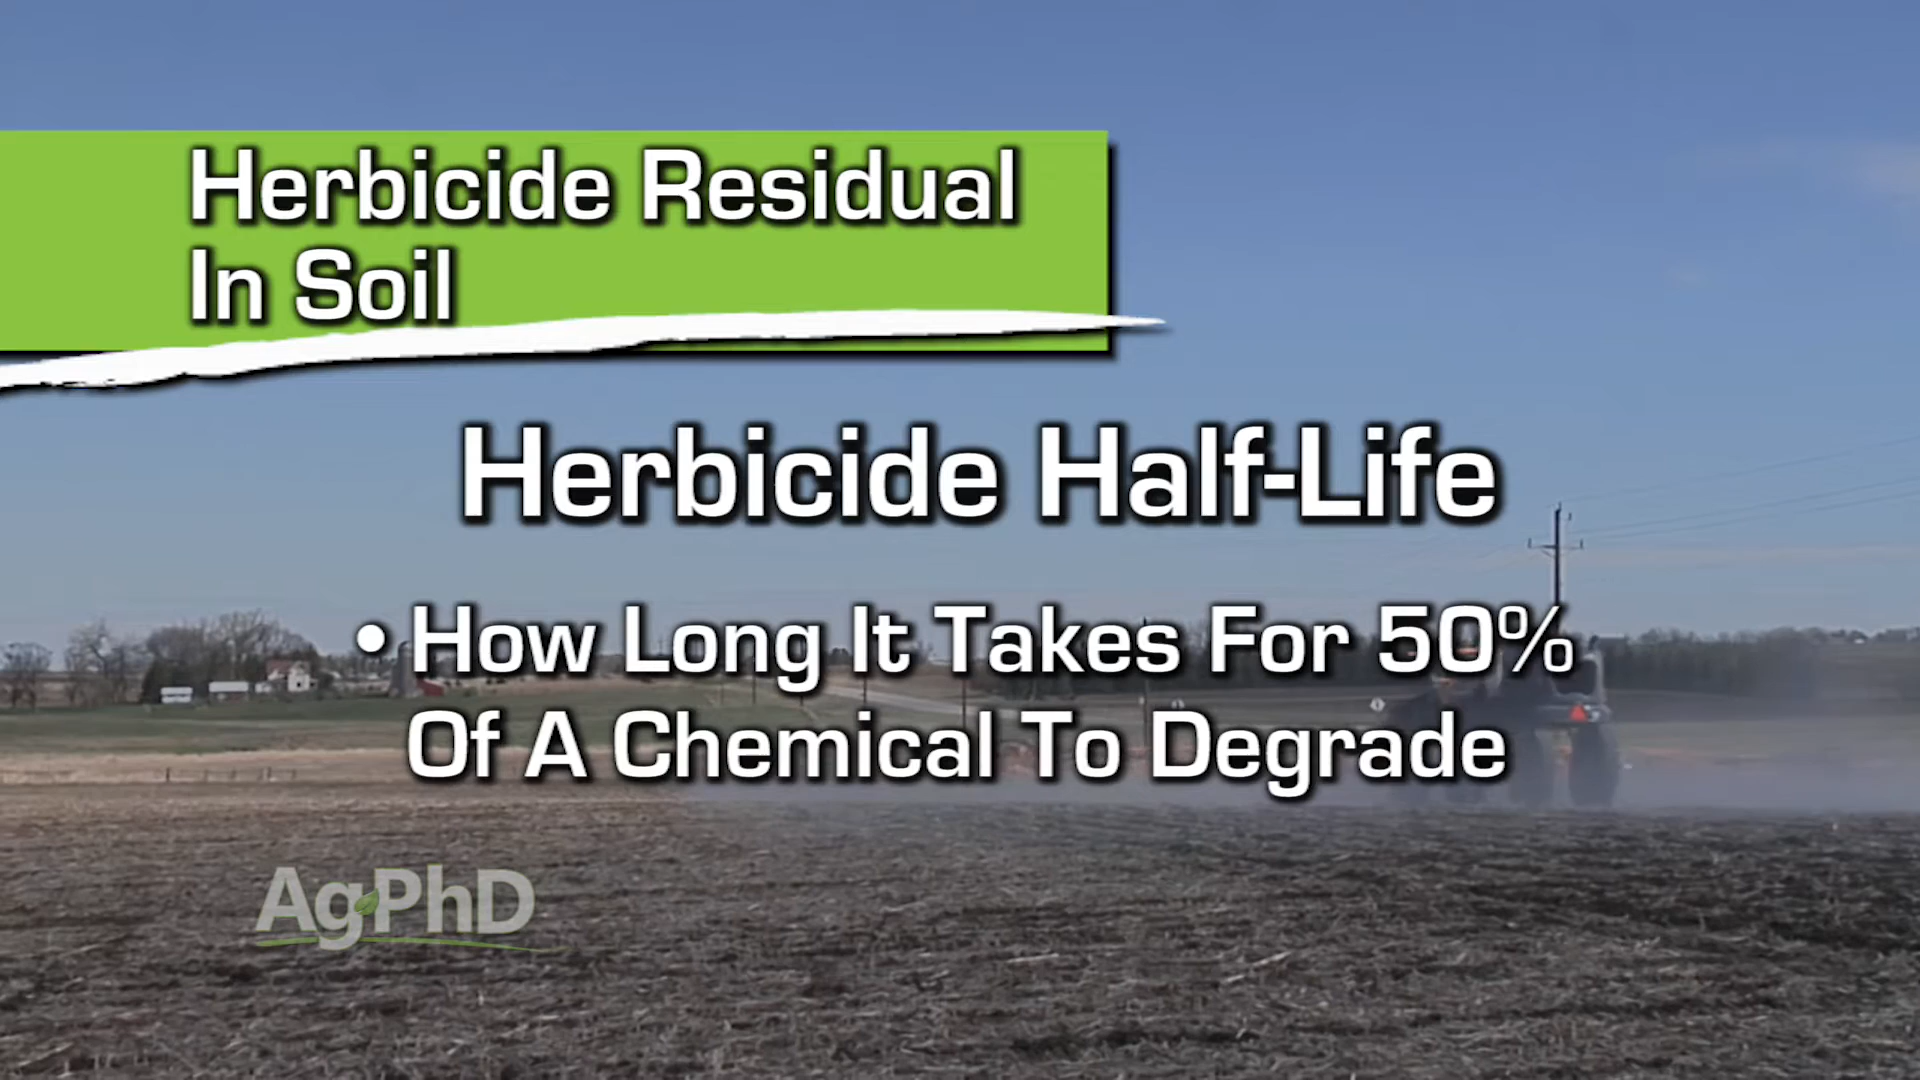 Herbicide Residual
In Soil
Herbicide Half-Life
• How Long It Takes For 50%
Of A Chemical To Degrade
AgPhD